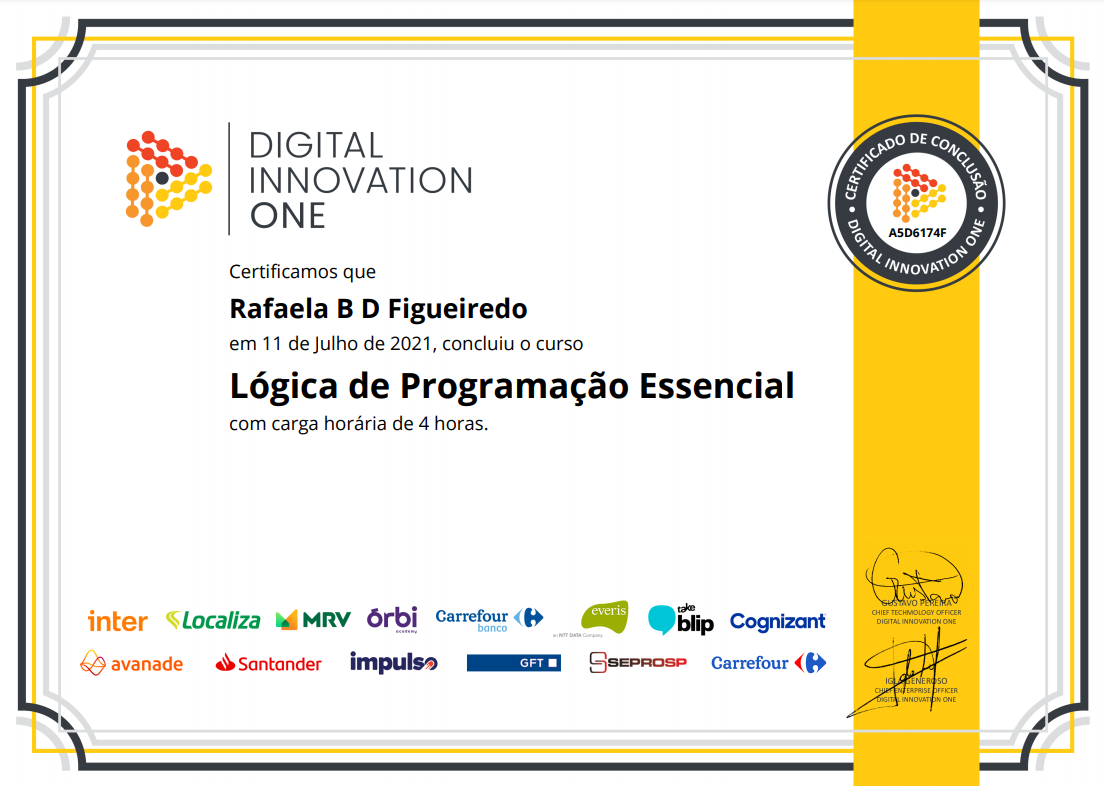 DIGITAL
INNOVATION
ONE
CERTIFICADO DE CONCLUSÃO
A5D6174F
DIGITAL INNOVATION ONE
Certificamos que
Rafaela B D Figueiredo
em 11 de Julho de 2021, concluiu o curso
Lógica de Programação Essencial
com carga horária de 4 horas.
inter
Localiza
MRV
órbi
academy
Carrefour
banco
everis
an NTT DATA Company
take
blip
Cognizant
avanade
Santander
impulso
GFT
SEPROSP
Carrefour
GUSTAVO PEREIRA
CHIEF TECHNOLOGY OFFICER
DIGITAL INNOVATION ONE
IGLÁ GENEROSO
CHIEF ENTERPRISE OFFICER
DIGITAL INNOVATION ONE